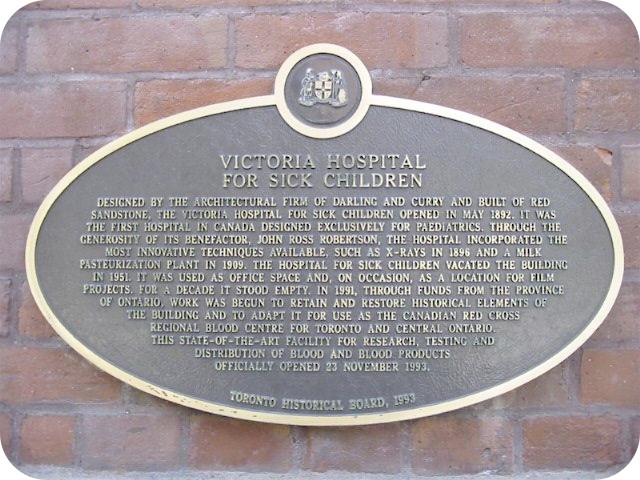 VICTORIA HOSPITAL
FOR SICK CHILDREN
DESIGNED BY THE ARCHITECTURAL FIRM OF DARLING AND CURRY AND BUILT OF RED
SANDSTONE, THE VICTORIA HOSPITAL FOR SICK CHILDREN OPENED IN MAY 1892. IT WAS
THE FIRST HOSPITAL IN CANADA DESIGNED EXCLUSIVELY FOR PAEDIATRICS. THROUGH THE
GENEROSITY OF ITS BENEFACTOR, JOHN ROSS ROBERTSON, THE HOSPITAL INCORPORATED THE
MOST INNOVATIVE TECHNIQUES AVAILABLE, SUCH AS X-RAYS IN 1896 AND A MILK
PASTEURIZATION PLANT IN 1909. THE HOSPITAL FOR SICK CHILDREN VACATED THE BUILDING
IN 1951. IT WAS USED AS OFFICE SPACE AND, ON OCCASION, AS A LOCATION FOR FILM
PROJECTS. FOR A DECADE IT STOOD EMPTY. IN 1991, THROUGH FUNDS FROM THE PROVINCE
OF ONTARIO, WORK WAS BEGUN TO RETAIN AND RESTORE HISTORICAL ELEMENTS OF
THE BUILDING AND TO ADAPT IT FOR USE AS THE CANADIAN RED CROSS
REGIONAL BLOOD CENTRE FOR TORONTO AND CENTRAL ONTARIO.
THIS STATE-OF-THE-ART FACILITY FOR RESEARCH, TESTING AND
DISTRIBUTION OF BLOOD AND BLOOD PRODUCTS
OFFICIALLY OPENED 23 NOVEMBER 1993.
TORONTO HISTORICAL BOARD, 1993